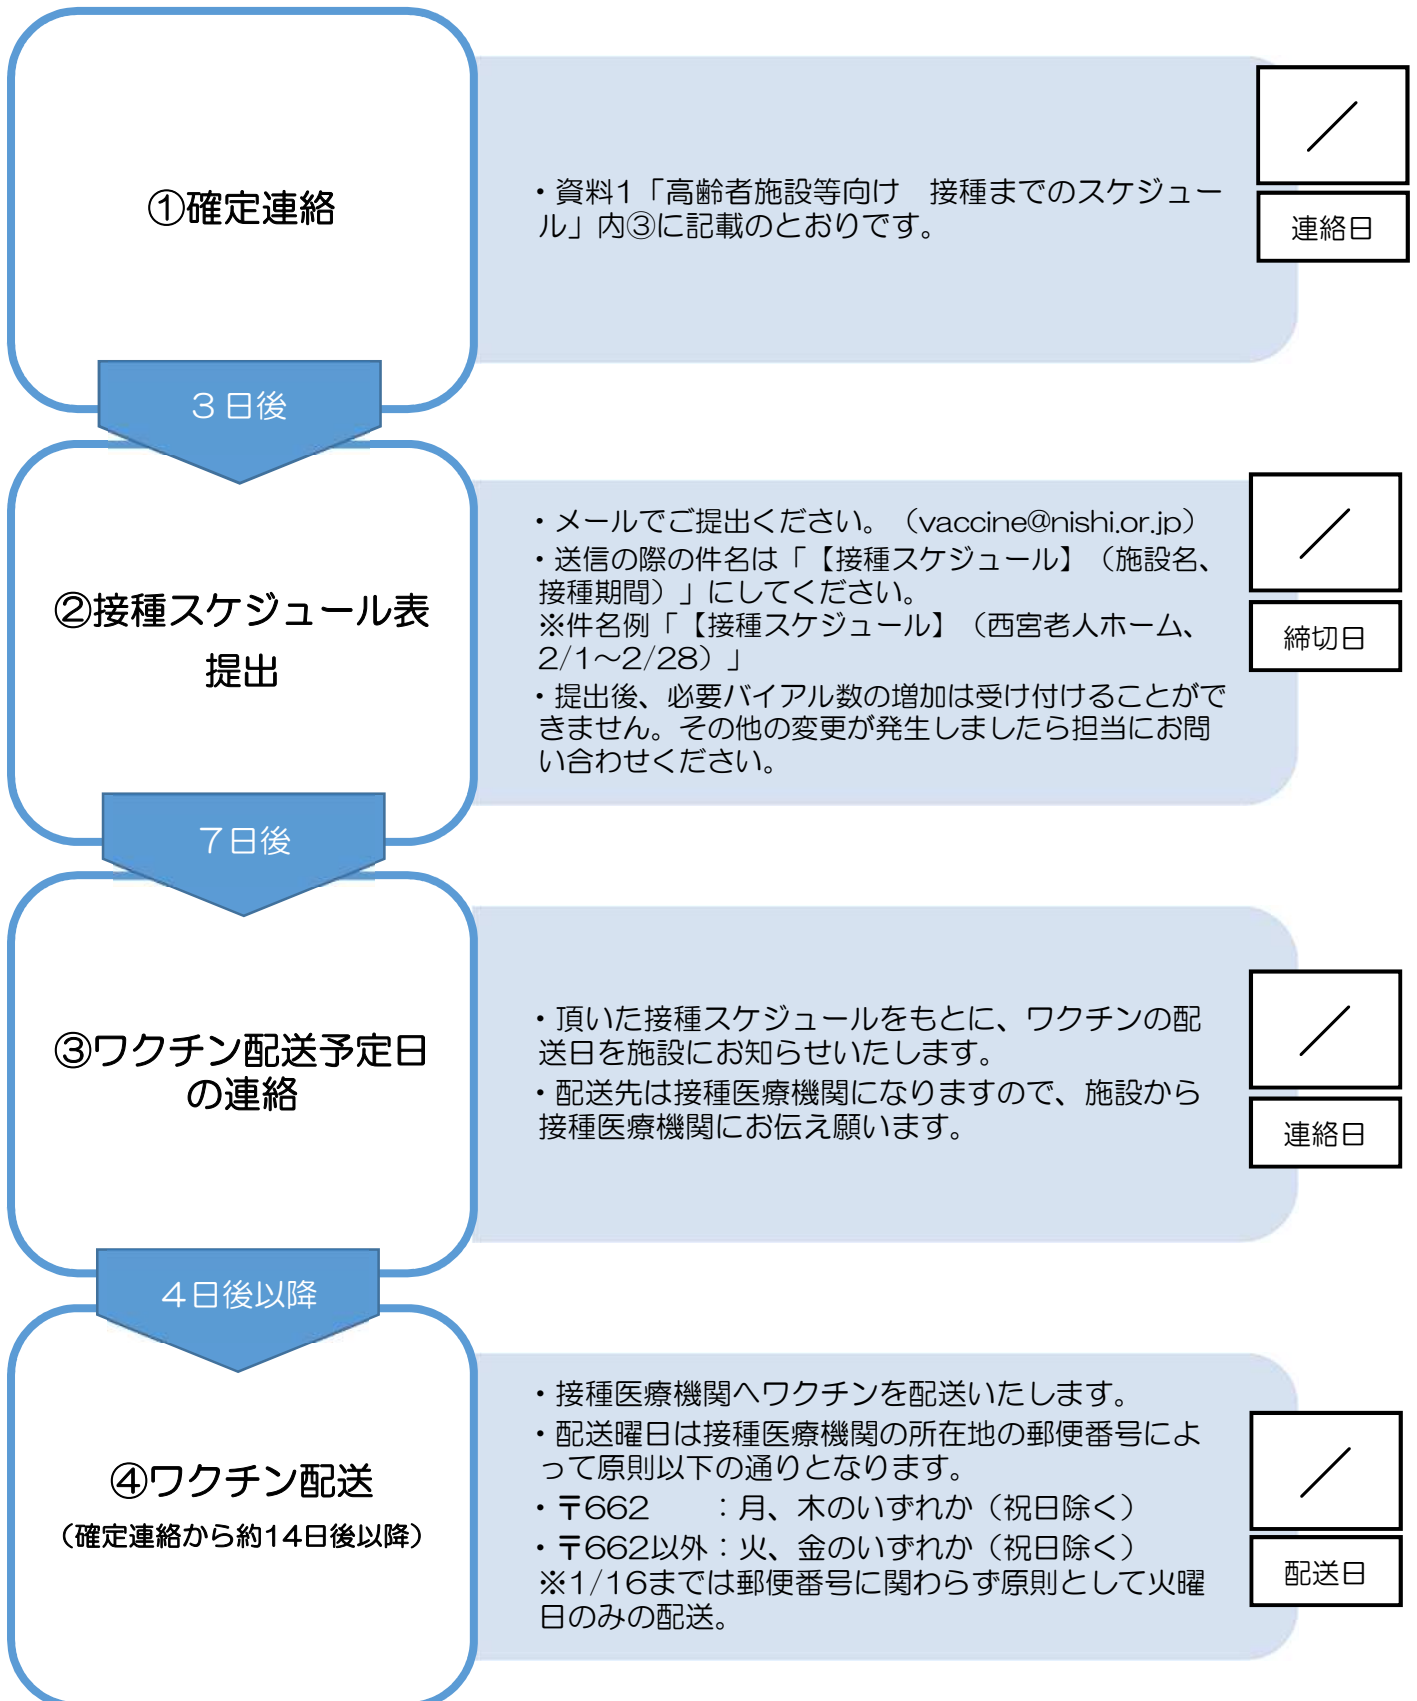 ①確定連絡
・資料1「高齢者施設等向け　接種までのスケジュー
ル」内③に記載のとおりです。
／
連絡日
３日後
②接種スケジュール表
提出
・メールでご提出ください。（vaccine@nishi.or.jp）
・送信の際の件名は「【接種スケジュール】（施設名、
接種期間）」にしてください。
※件名例「【接種スケジュール】（西宮老人ホーム、
2/1～2/28）」
・提出後、必要バイアル数の増加は受け付けることがで
きません。その他の変更が発生しましたら担当にお問
い合わせください。
／
締切日
７日後
③ワクチン配送予定日
の連絡
・頂いた接種スケジュールをもとに、ワクチンの配
送日を施設にお知らせいたします。
・配送先は接種医療機関になりますので、施設から
接種医療機関にお伝え願います。
／
連絡日
４日後以降
④ワクチン配送
（確定連絡から約14日後以降）
・接種医療機関へワクチンを配送いたします。
・配送曜日は接種医療機関の所在地の郵便番号によ
って原則以下の通りとなります。
・〒662　　：月、木のいずれか（祝日除く）
・〒662以外：火、金のいずれか（祝日除く）
※1/16までは郵便番号に関わらず原則として火曜
日のみの配送。
／
配送日